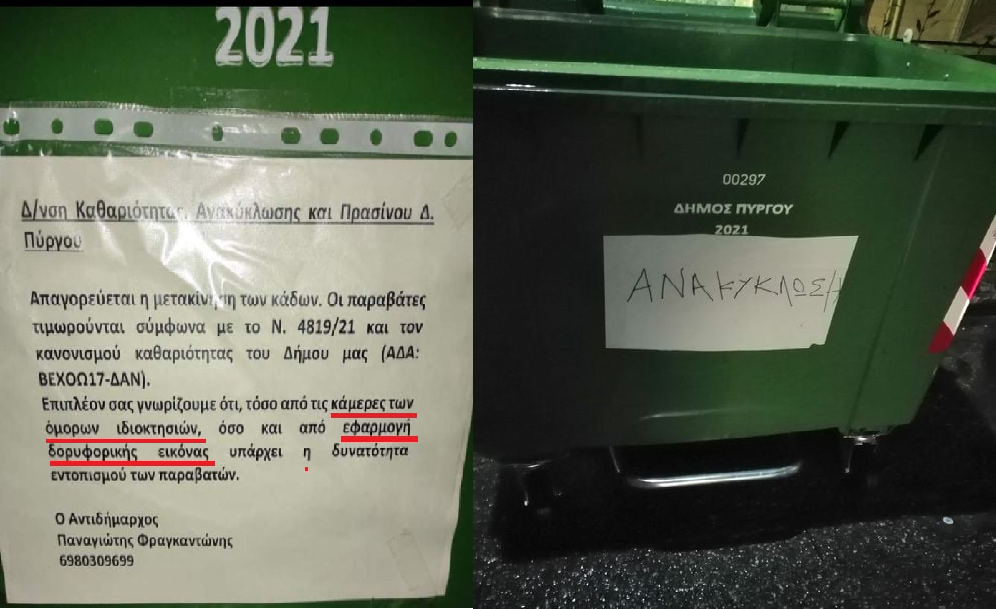 2021
Δ/νση Καθαριότητας, Ανακύκλωσης και Πρασίνου Δ.
Πύργου
Απαγορεύεται η μετακίνηση των κάδων. Οι παραβάτες
τιμωρούνται σύμφωνα με το Ν. 4819/21 και τον
κανονισμού καθαριότητας του Δήμου μας (ΑΔΑ:
ΒΕΧΟΩ17-ΔΑΝ).
Επιπλέον σας γνωρίζουμε ότι, τόσο από τις κάμερες των
όμορων ιδιοκτησιών, όσο και από εφαρμογή
δορυφορικής εικόνας υπάρχει η δυνατότητα
εντοπισμού των παραβατών.
Ο Αντιδήμαρχος
Παναγιώτης Φραγκαντώνης
6980309699
00297
ΔΗΜΟΣ ΠΥΡΓΟΥ
2021
ΑΝΑΚΥΚΛΩΣΗ